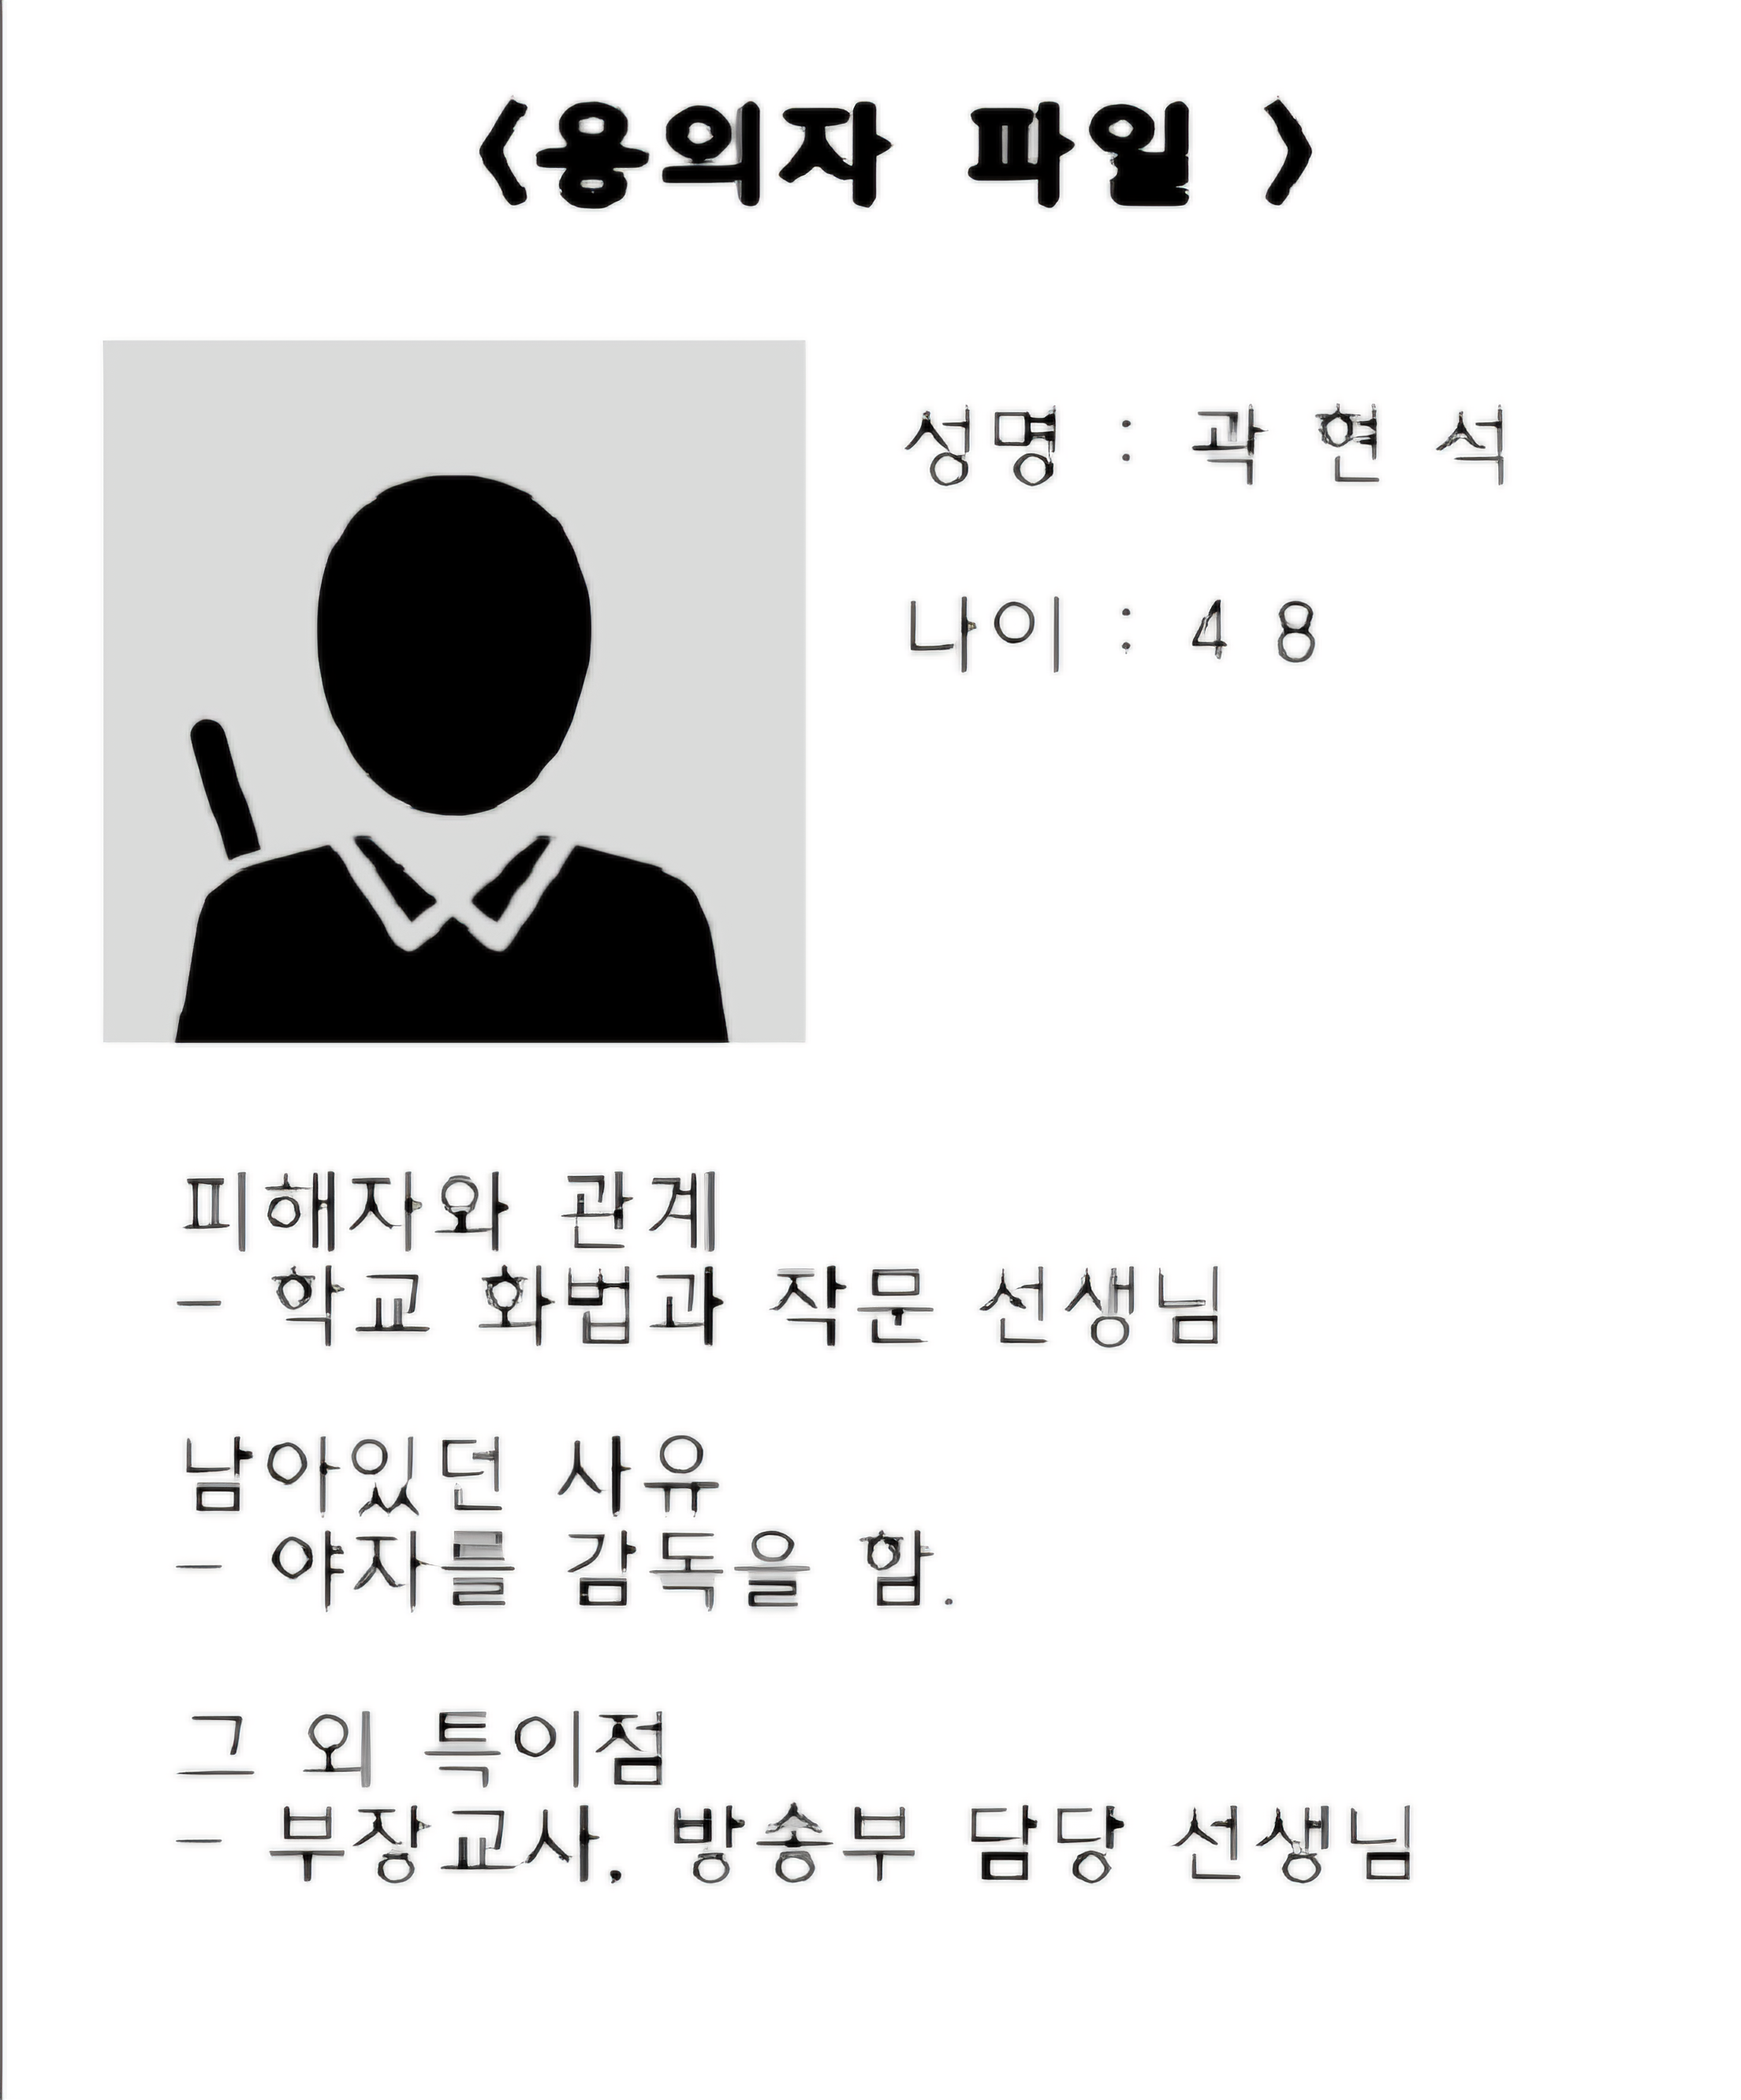 <용의자 파일 >
성명 : 곽 현 석
나이 : 4 8
피해자와 관계
- 학교 화법과 작문 선생님
남아있던 사유
- 야자를 감독을 함.
그 외 특이점
- 부장교사, 방송부 담당 선생님